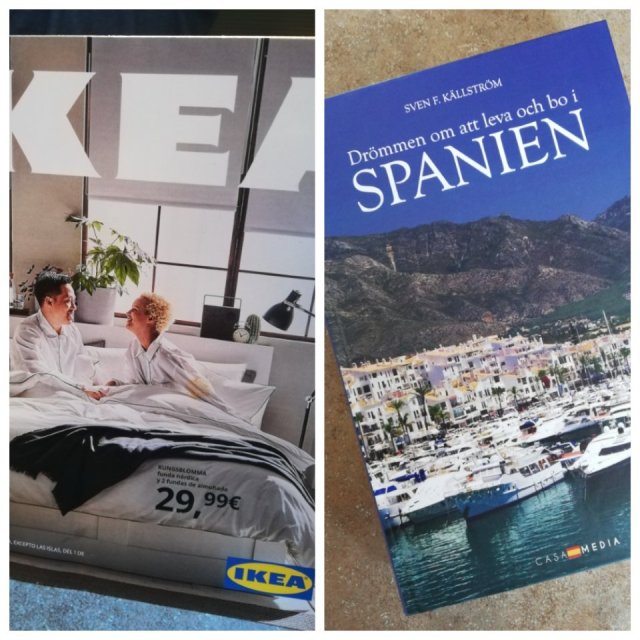 KEA
KUNGSBLOMMA
funda nórdica
y 2 fundas de almohada
29,99€
, EXCEPTO LAS ISLAS, DEL 1 DE
IKEA
SVEN F. KÄLLSTRÖM
Drömmen om att leva och bo i
SPANIEN
CASA MEDIA